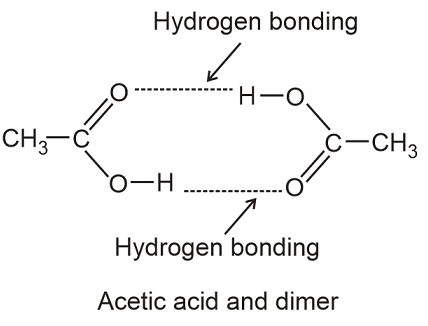 Hydrogen bonding
O H—O
CH₃—C C—CH₃
O—H O
Hydrogen bonding
Acetic acid and dimer